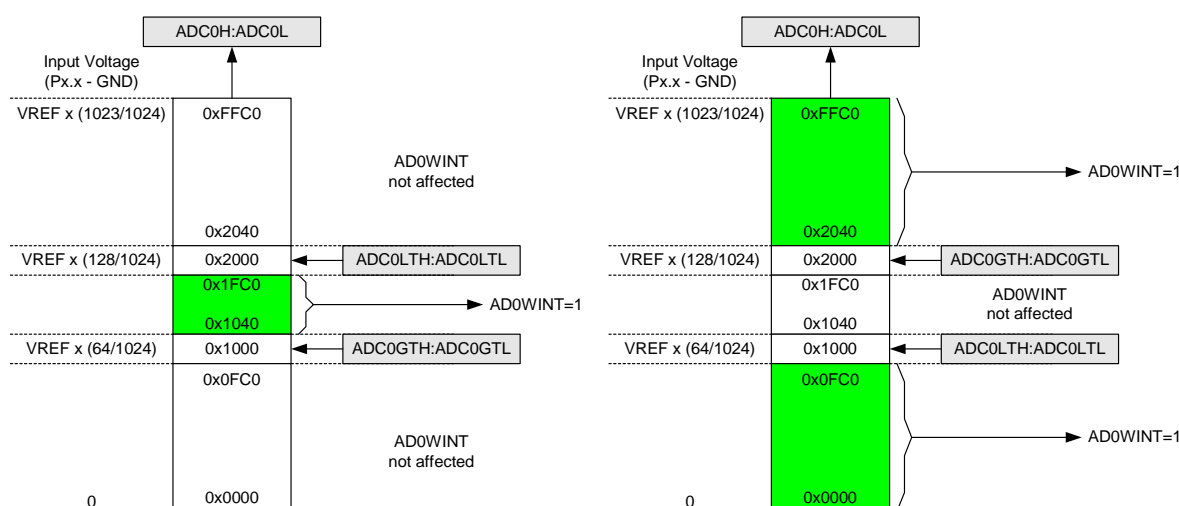 ADC0H:ADC0L
Input Voltage
(Px.x - GND)
VREF x (1023/1024)
0xFFC0
AD0WINT
not affected
0x2040
VREF x (128/1024)
0x2000
ADC0LTH:ADC0LTL
0x1FC0
AD0WINT=1
0x1040
VREF x (64/1024)
0x1000
ADC0GTH:ADC0GTL
0x0FC0
AD0WINT
not affected
0
0x0000
ADC0H:ADC0L
Input Voltage
(Px.x - GND)
VREF x (1023/1024)
0xFFC0
AD0WINT=1
0x2040
VREF x (128/1024)
0x2000
ADC0GTH:ADC0GTL
0x1FC0
AD0WINT
not affected
0x1040
VREF x (64/1024)
0x1000
ADC0LTH:ADC0LTL
0x0FC0
AD0WINT=1
0
0x0000